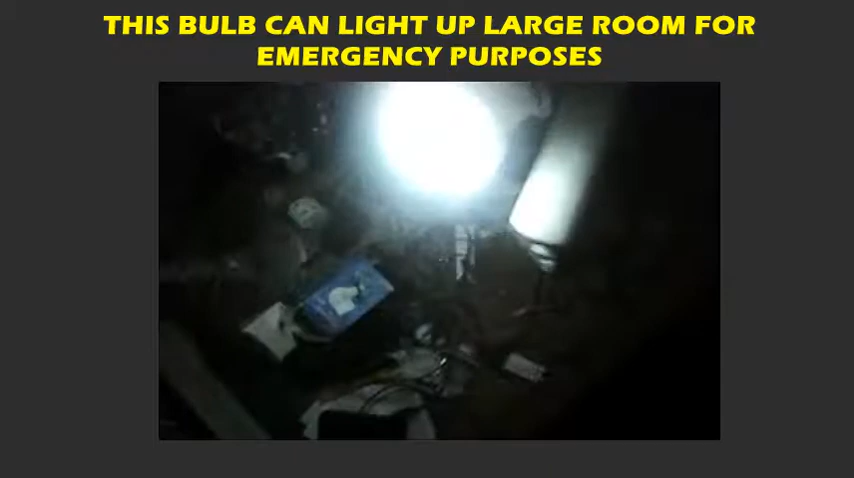 THIS BULB CAN LIGHT UP LARGE ROOM FOR
EMERGENCY PURPOSES